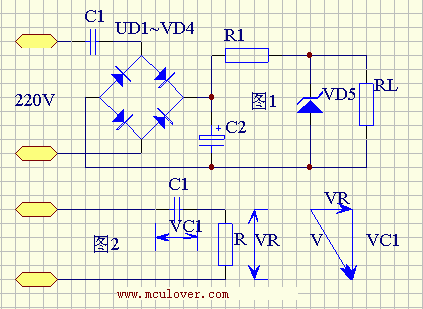 C1
UD1~VD4
R1
220V
图1
VD5
RL
+
C2
C1
VC1
图2
R
VR
VR
V
VC1
www.mculover.com